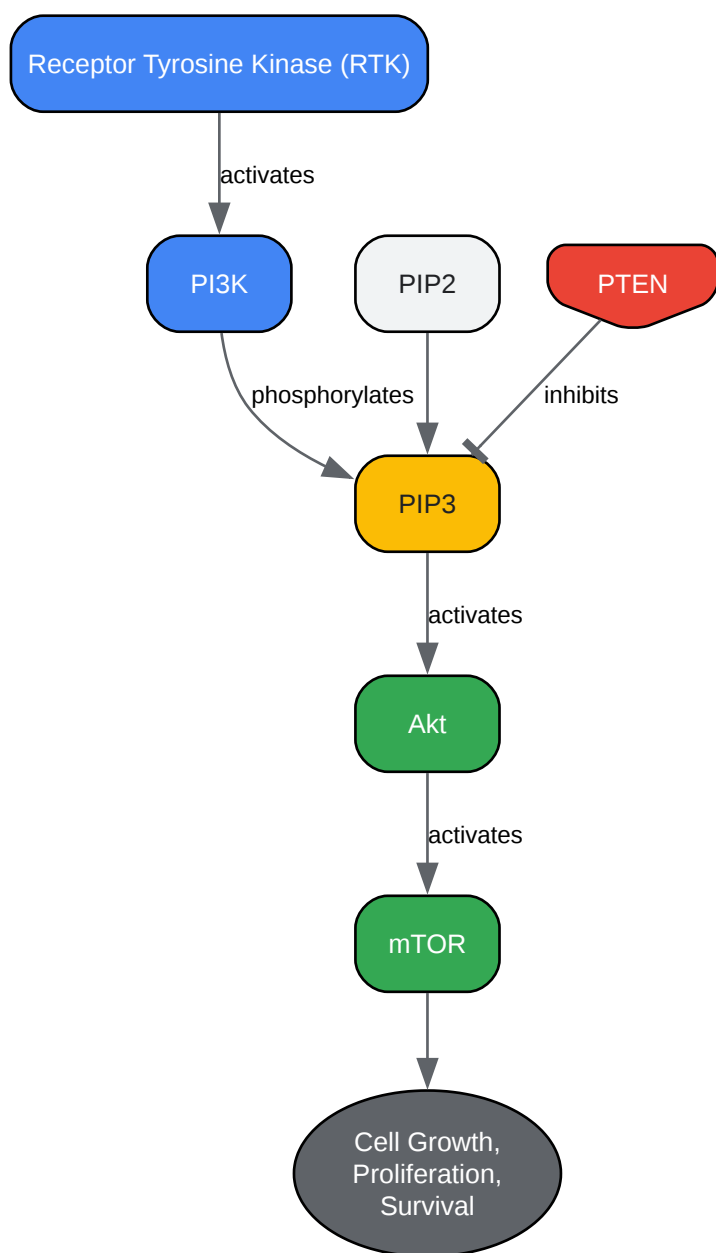 Receptor Tyrosine Kinase (RTK)
activates
PI3K
PIP2
PTEN
phosphorylates
inhibits
PIP3
activates
Akt
activates
mTOR
Cell Growth,
Proliferation,
Survival